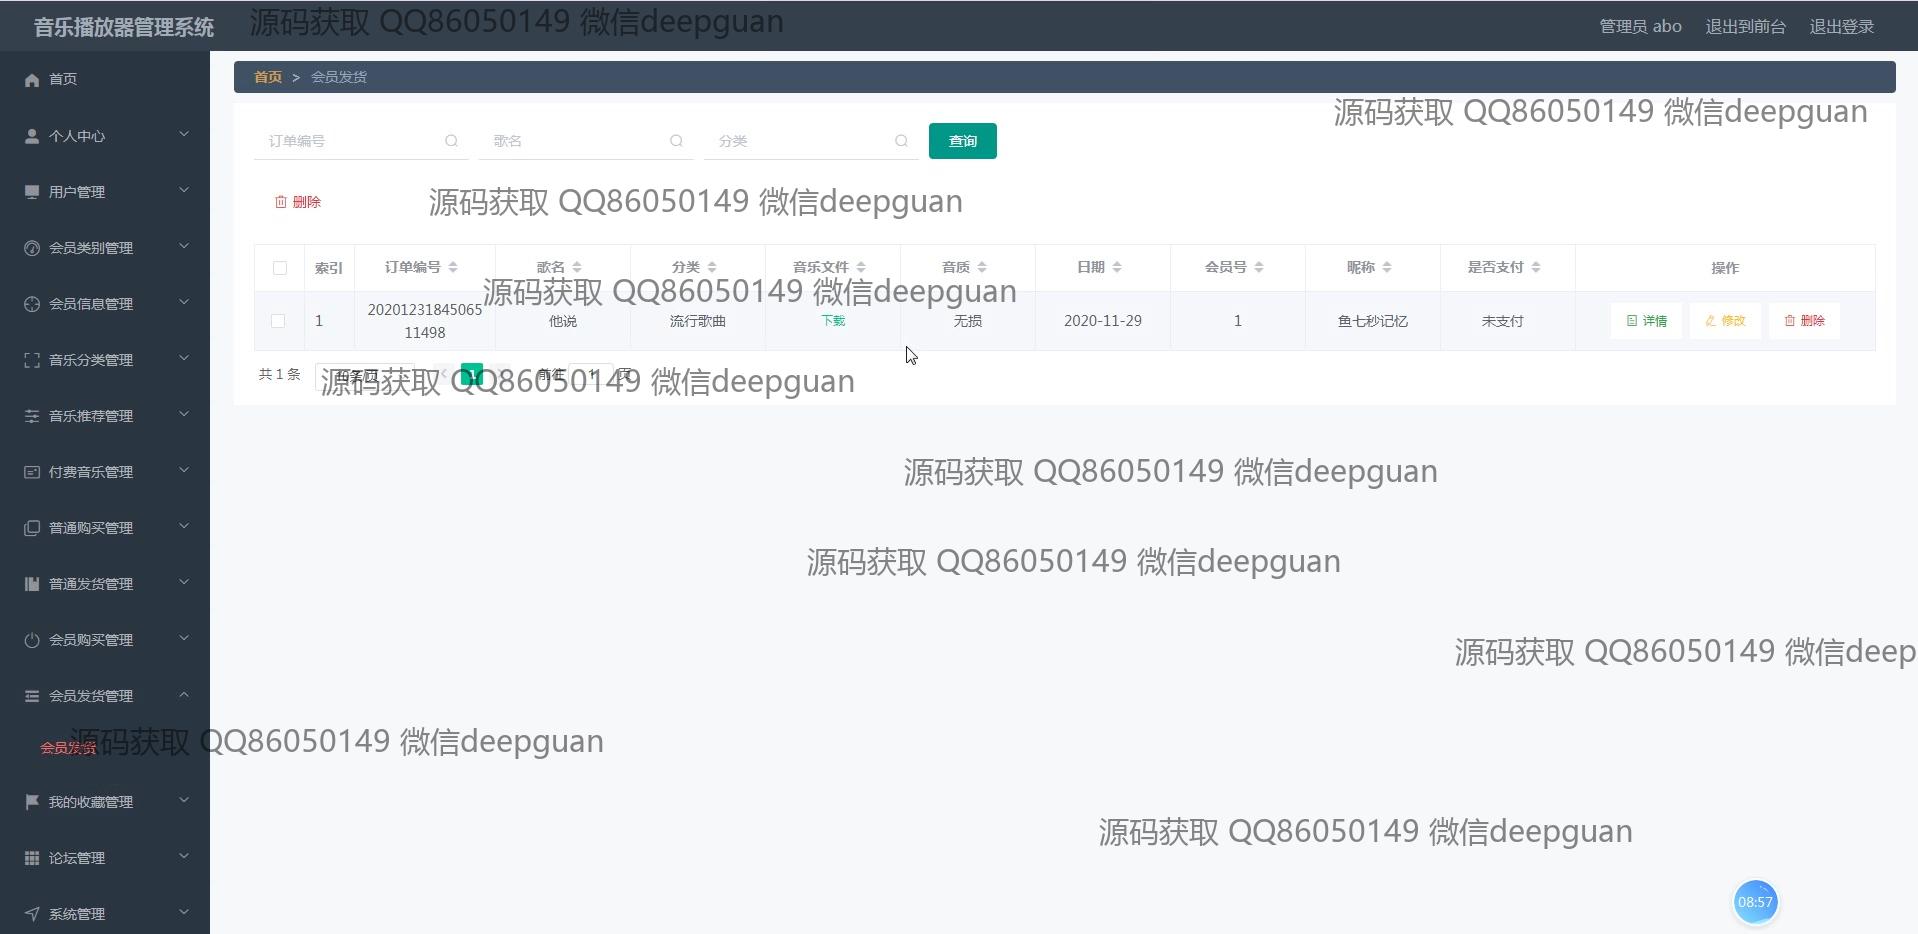 音乐播放器管理系统
源码获取 QQ86050149 微信deepguan
管理员 abo 退出到前台 退出登录
首页
个人中心
用户管理
会员类别管理
会员信息管理
音乐分类管理
音乐推荐管理
付费音乐管理
普通购买管理
普通发货管理
会员购买管理
会员发货管理
会员发货
我的收藏管理
论坛管理
系统管理
首页 > 会员发货
源码获取 QQ86050149 微信deepguan
订单编号 歌名 分类 查询
删除
源码获取 QQ86050149 微信deepguan
索引 订单编号 歌名 分类 音乐文件 音质 日期 会员号 昵称 是否支付 操作
源码获取 QQ86050149 微信deepguan
1 2020123184506511498 他说 流行歌曲 下载 无损 2020-11-29 1 鱼七秒记忆 未支付 详情 修改 删除
共 1 条 10条/页 1 前往 1 页
源码获取 QQ86050149 微信deepguan
源码获取 QQ86050149 微信deepguan
源码获取 QQ86050149 微信deepguan
源码获取 QQ86050149 微信deep
源码获取 QQ86050149 微信deepguan
源码获取 QQ86050149 微信deepguan
08:57